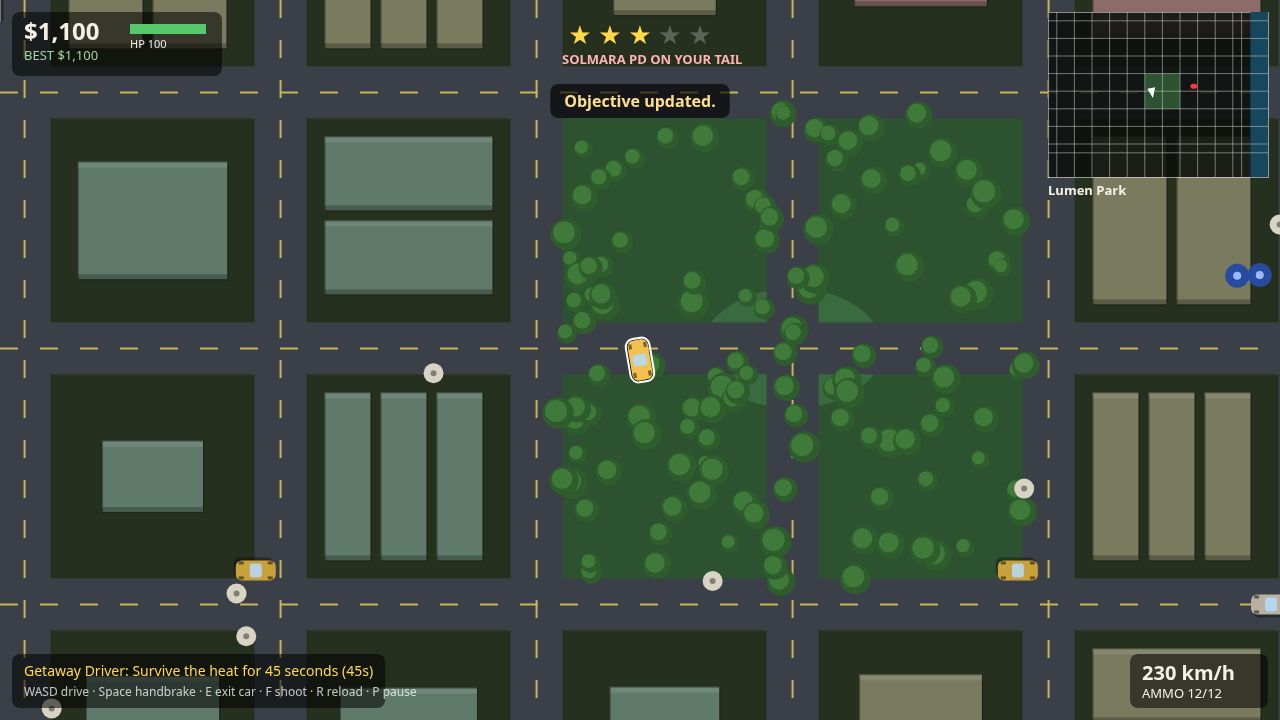 $1,100
HP 100
BEST $1,100
SOLMARA PD ON YOUR TAIL
Objective updated.
Lumen Park
Getaway Driver: Survive the heat for 45 seconds (45s)
WASD drive · Space handbrake · E exit car · F shoot · R reload · P pause
230 km/h
AMMO 12/12